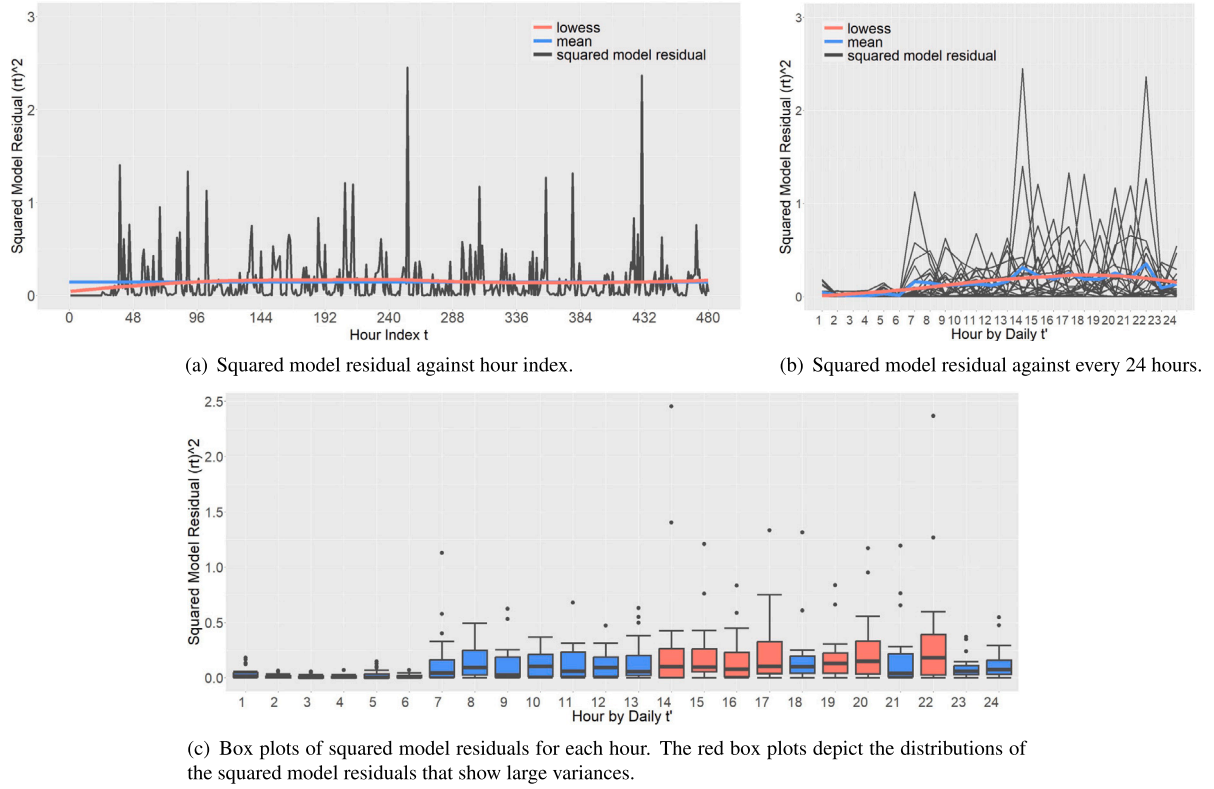 3
2
1
0
Squared Model Residual (rt)^2
lowess
mean
squared model residual
0 48 96 144 192 240 288 336 384 432 480
Hour Index t
(a) Squared model residual against hour index.
3
2
1
0
Squared Model Residual (rt)^2
lowess
mean
squared model residual
1 2 3 4 5 6 7 8 9 10 11 12 13 14 15 16 17 18 19 20 21 22 23 24
Hour by Daily t'
(b) Squared model residual against every 24 hours.
2.5
2.0
1.5
1.0
0.5
0.0
Squared Model Residual (rt)^2
1 2 3 4 5 6 7 8 9 10 11 12 13 14 15 16 17 18 19 20 21 22 23 24
Hour by Daily t'
(c) Box plots of squared model residuals for each hour. The red box plots depict the distributions of
the squared model residuals that show large variances.